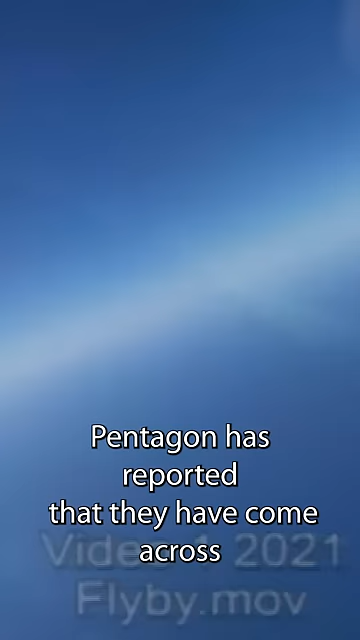 Pentagon has
reported
that they have come
across
Video 1 2021
Flyby.mov